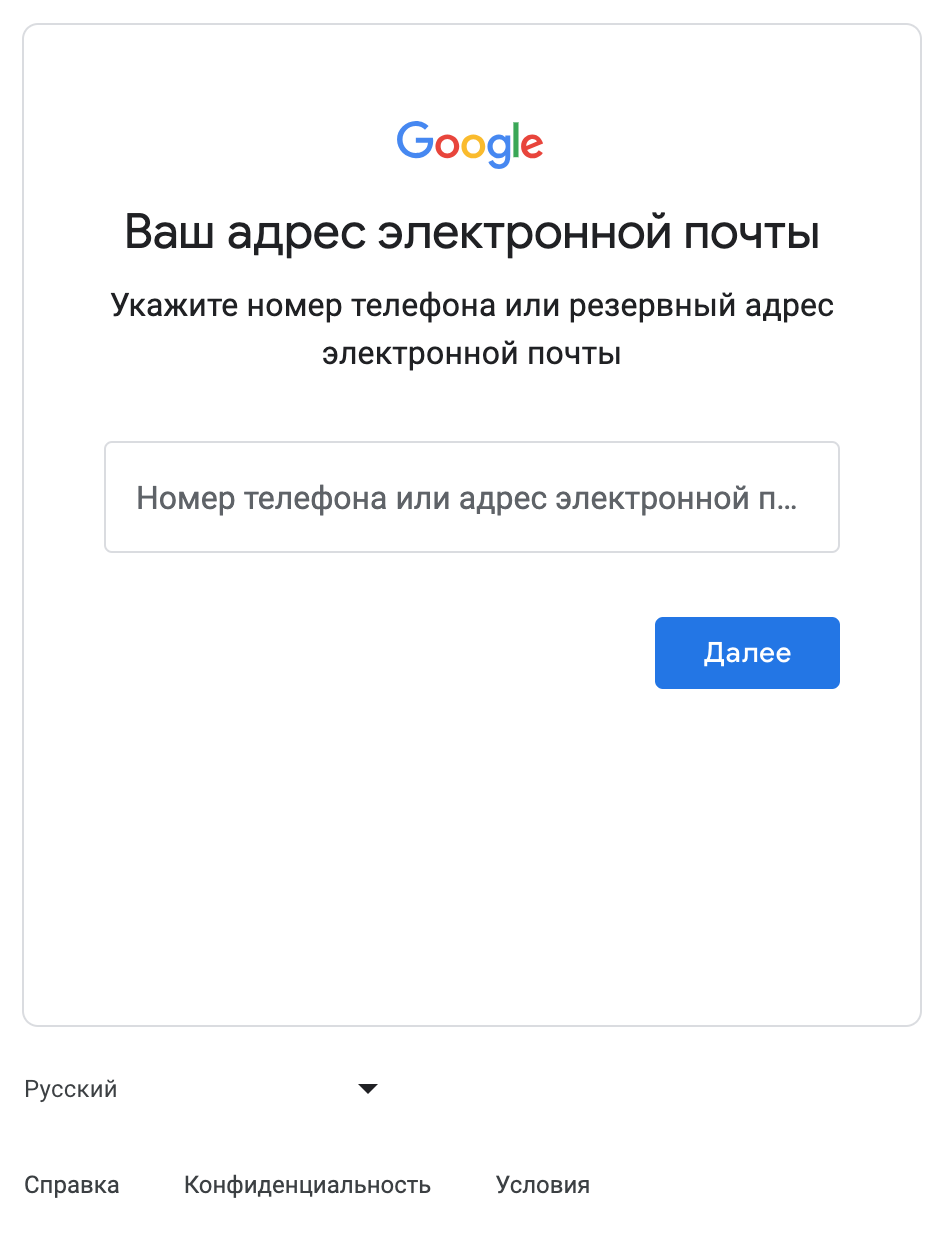 Google
Ваш адрес электронной почты
Укажите номер телефона или резервный адрес
электронной почты
Номер телефона или адрес электронной п...
Далее
Русский
Справка Конфиденциальность Условия